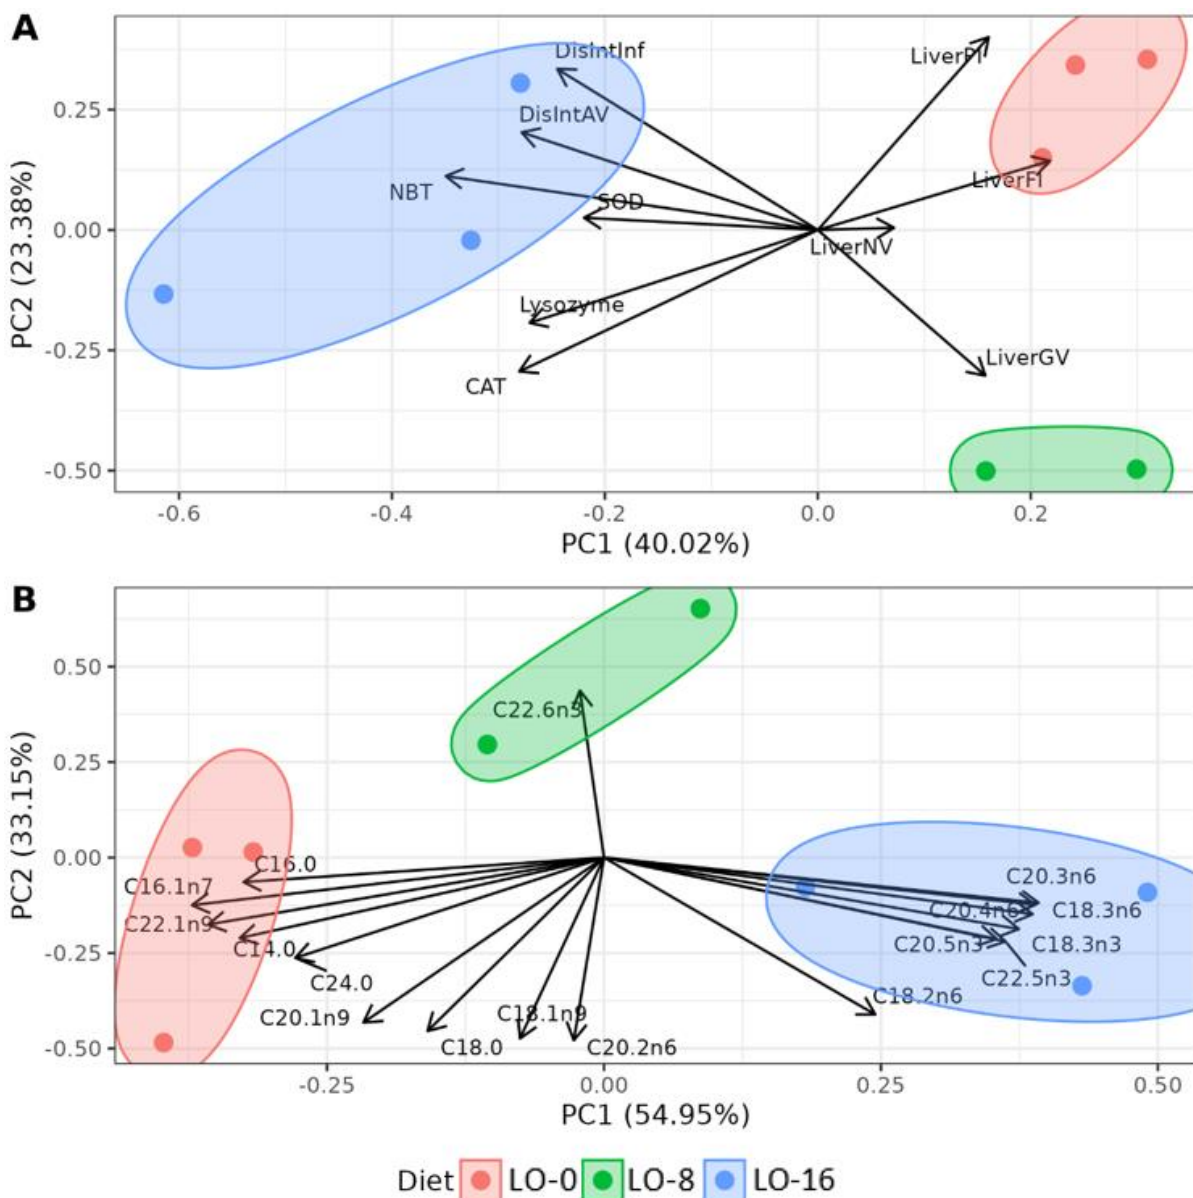 A
DisIntInf
LiverFI
DisIntAV
NBT
SOD
LiverFI
LiverNV
Lysozyme
LiverGV
CAT
0.25
0.00
-0.25
-0.50
PC2 (23.38%)
-0.6 -0.4 -0.2 0.0 0.2
PC1 (40.02%)
B
C22.6n3
C16.0
C16.1n7
C20.3n6
C22.1n9
C20.4n6
C18.3n6
C14.0
C20.5n3
C18.3n3
C24.0
C22.5n3
C18.2n6
C20.1n9
C18.1n9
C18.0
C20.2n6
0.50
0.25
0.00
-0.25
-0.50
PC2 (33.15%)
-0.25 0.00 0.25 0.50
PC1 (54.95%)
Diet LO-0 LO-8 LO-16